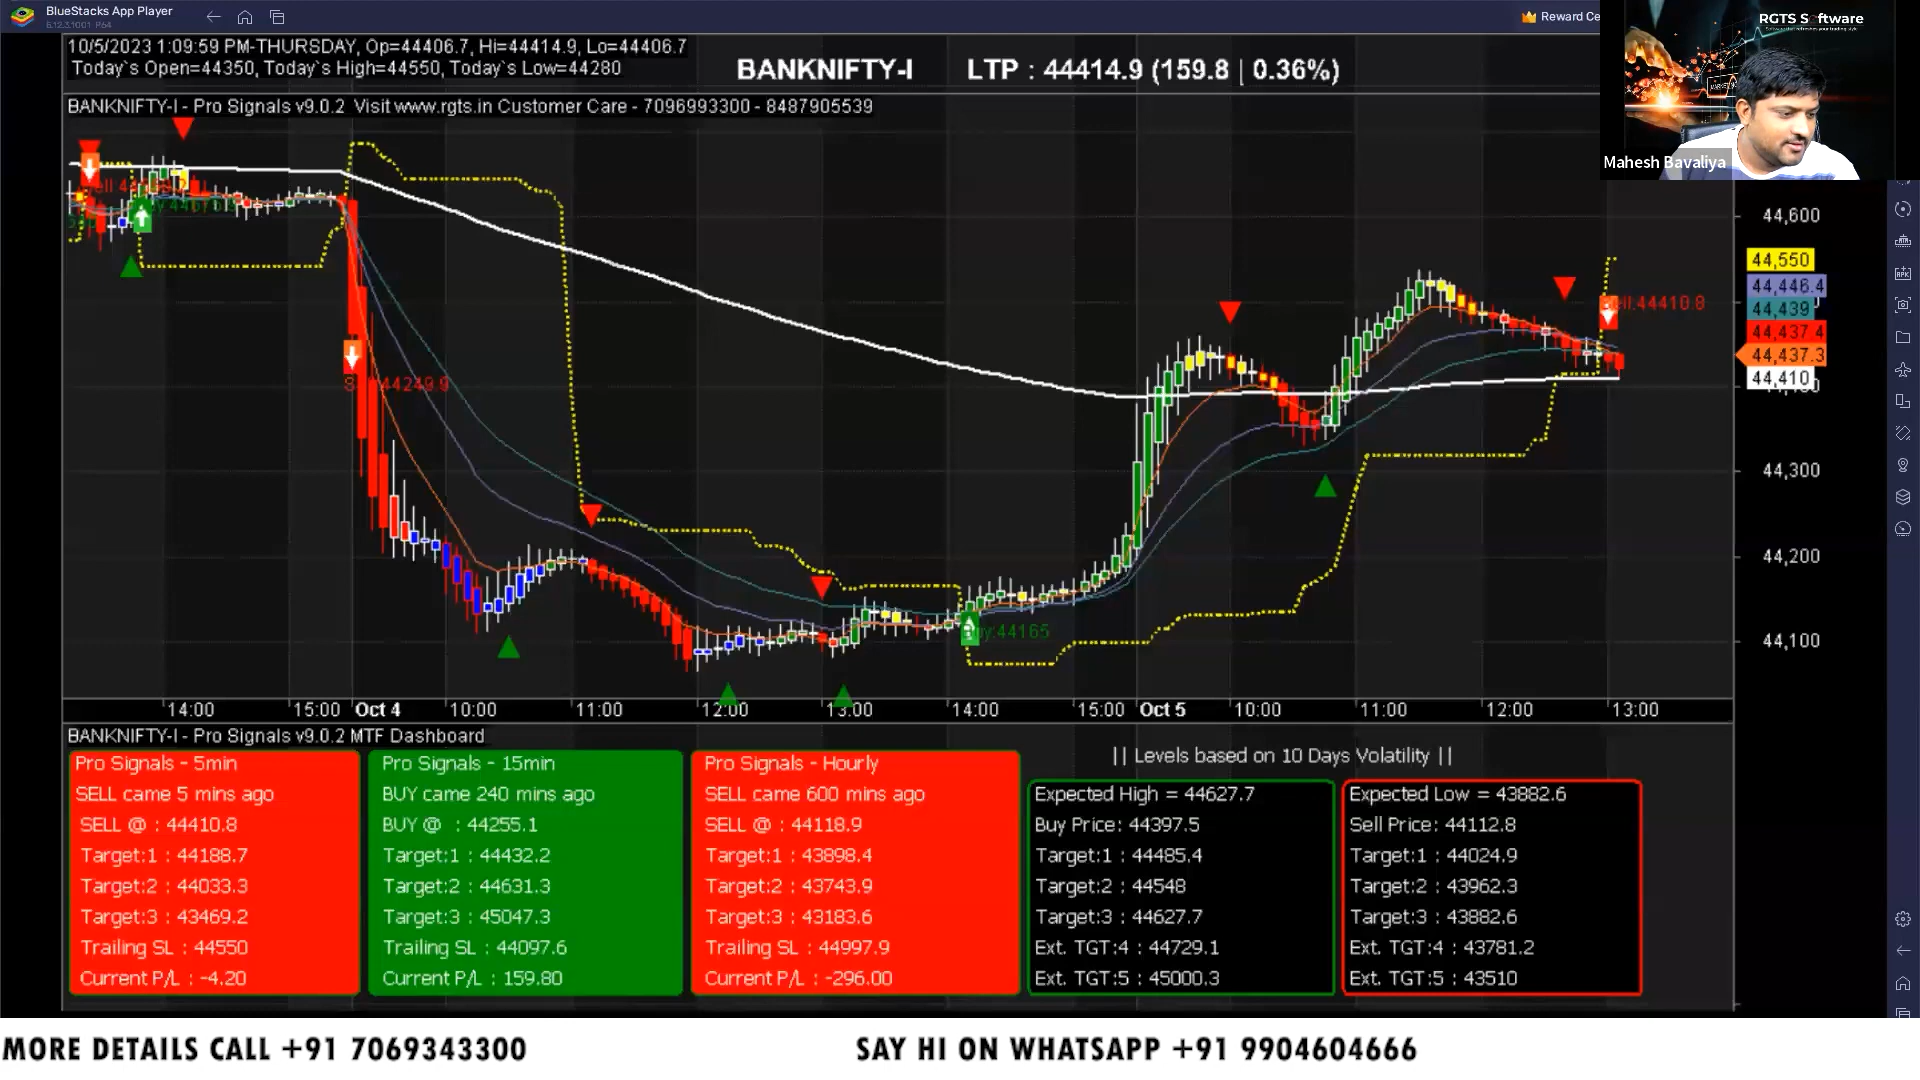 BlueStacks App Player
5.12.3.1001 P64
Reward Ce
RGTS Software
Mahesh Bavaliya
10/5/2023 1:09:59 PM-THURSDAY, Op=44406.7, Hi=44414.9, Lo=44406.7
Today`s Open=44350, Today`s High=44550, Today`s Low=44280
BANKNIFTY-I LTP : 44414.9 (159.8 | 0.36%)
BANKNIFTY-I - Pro Signals v9.0.2 Visit www.rgts.in Customer Care - 7096993300 - 8487905539
44,600
44,550
44,446.4
44,439
44,437.4
44,437.3
44,410
44,300
44,200
44,100
44249.9
44165
44410.8
14:00 15:00 Oct 4 10:00 11:00 12:00 13:00 14:00 15:00 Oct 5 10:00 11:00 12:00 13:00
BANKNIFTY-I - Pro Signals v9.0.2 MTF Dashboard
Pro Signals - 5min
SELL came 5 mins ago
SELL @ : 44410.8
Target:1 : 44188.7
Target:2 : 44033.3
Target:3 : 43469.2
Trailing SL : 44550
Current P/L : -4.20
Pro Signals - 15min
BUY came 240 mins ago
BUY @ : 44255.1
Target:1 : 44432.2
Target:2 : 44631.3
Target:3 : 45047.3
Trailing SL : 44097.6
Current P/L : 159.80
Pro Signals - Hourly
SELL came 600 mins ago
SELL @ : 44118.9
Target:1 : 43898.4
Target:2 : 43743.9
Target:3 : 43183.6
Trailing SL : 44997.9
Current P/L : -296.00
|| Levels based on 10 Days Volatility ||
Expected High = 44627.7
Buy Price: 44397.5
Target:1 : 44485.4
Target:2 : 44548
Target:3 : 44627.7
Ext. TGT:4 : 44729.1
Ext. TGT:5 : 45000.3
Expected Low = 43882.6
Sell Price: 44112.8
Target:1 : 44024.9
Target:2 : 43962.3
Target:3 : 43882.6
Ext. TGT:4 : 43781.2
Ext. TGT:5 : 43510
MORE DETAILS CALL +91 7069343300
SAY HI ON WHATSAPP +91 9904604666